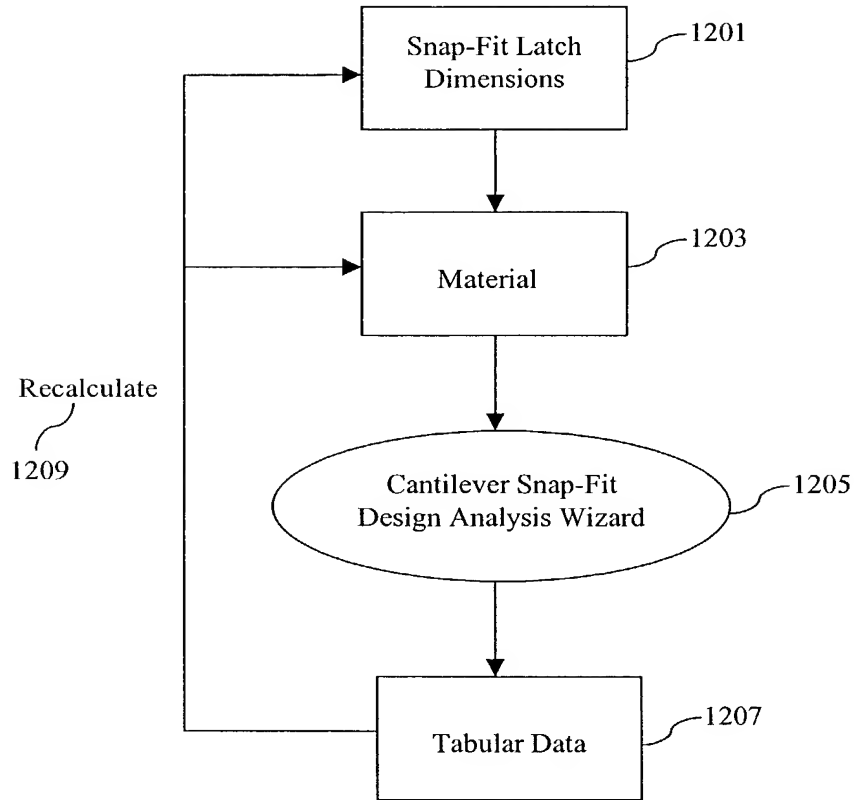 Snap-Fit Latch
Dimensions
1201
Material
1203
Recalculate
1209
Cantilever Snap-Fit
Design Analysis Wizard
1205
Tabular Data
1207